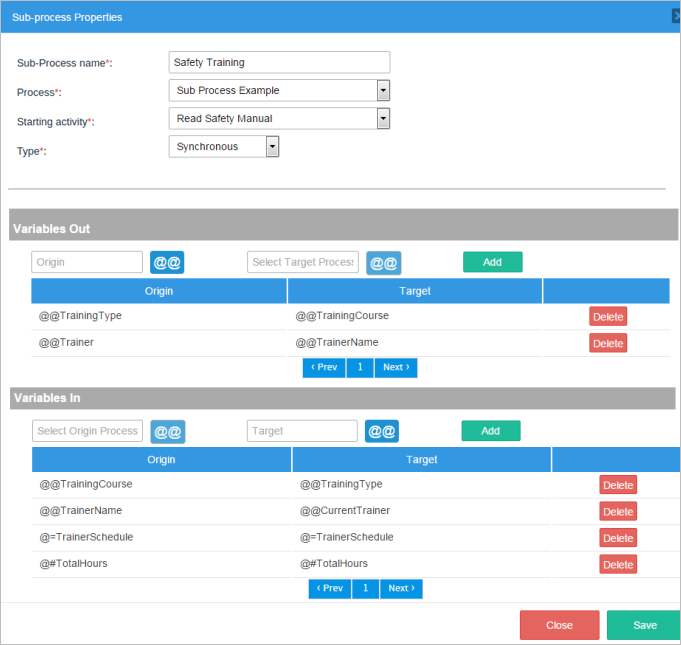 Sub-process Properties
Sub-Process name*: Safety Training
Process*: Sub Process Example
Starting activity*: Read Safety Manual
Type*: Synchronous
Variables Out
Origin @@ Select Target Process @@ Add
Origin Target
@@TrainingType @@TrainingCourse Delete
@@Trainer @@TrainerName Delete
‹ Prev 1 Next ›
Variables In
Select Origin Process @@ Target @@ Add
Origin Target
@@TrainingCourse @@TrainingType Delete
@@TrainerName @@CurrentTrainer Delete
@=TrainerSchedule @=TrainerSchedule Delete
@#TotalHours @#TotalHours Delete
‹ Prev 1 Next ›
Close Save